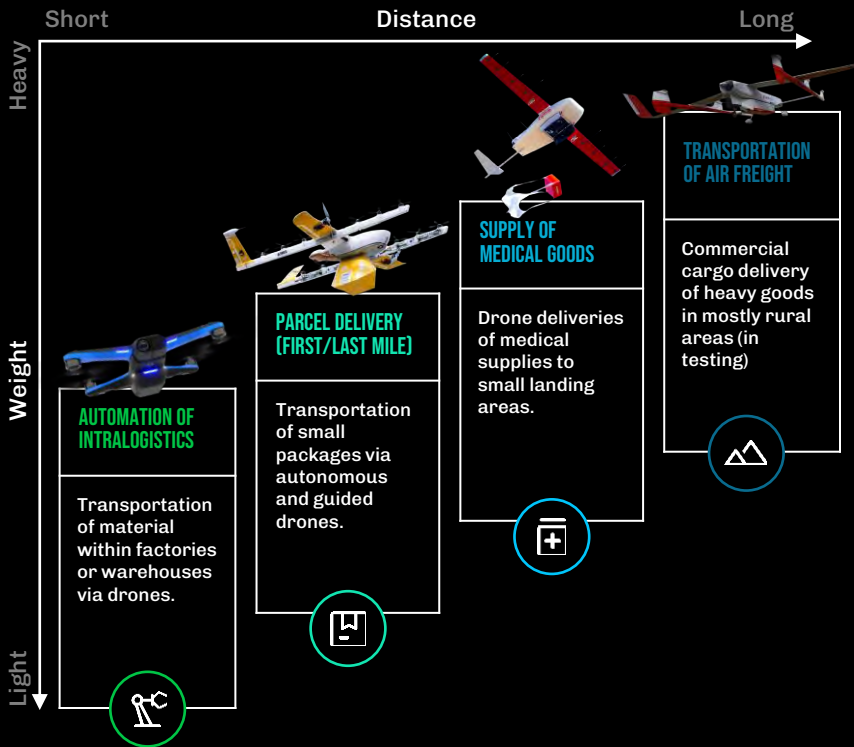 Short
Distance
Long
Heavy
Weight
Light
AUTOMATION OF
INTRALOGISTICS
Transportation
of material
within factories
or warehouses
via drones.
PARCEL DELIVERY
(FIRST/LAST MILE)
Transportation
of small
packages via
autonomous
and guided
drones.
SUPPLY OF
MEDICAL GOODS
Drone deliveries
of medical
supplies to
small landing
areas.
TRANSPORTATION
OF AIR FREIGHT
Commercial
cargo delivery
of heavy goods
in mostly rural
areas (in
testing)